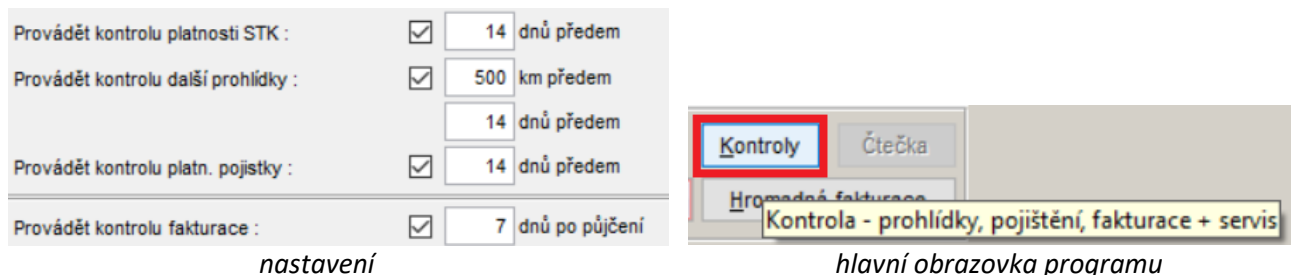 Provádět kontrolu platnosti STK : 14 dnů předem
Provádět kontrolu další prohlídky : 500 km předem
14 dnů předem
Provádět kontrolu platn. pojistky : 14 dnů předem
Provádět kontrolu fakturace : 7 dnů po půjčení
nastavení
Kontroly Čtečka
Hromadná fakturace
Kontrola - prohlídky, pojištění, fakturace + servis
hlavní obrazovka programu